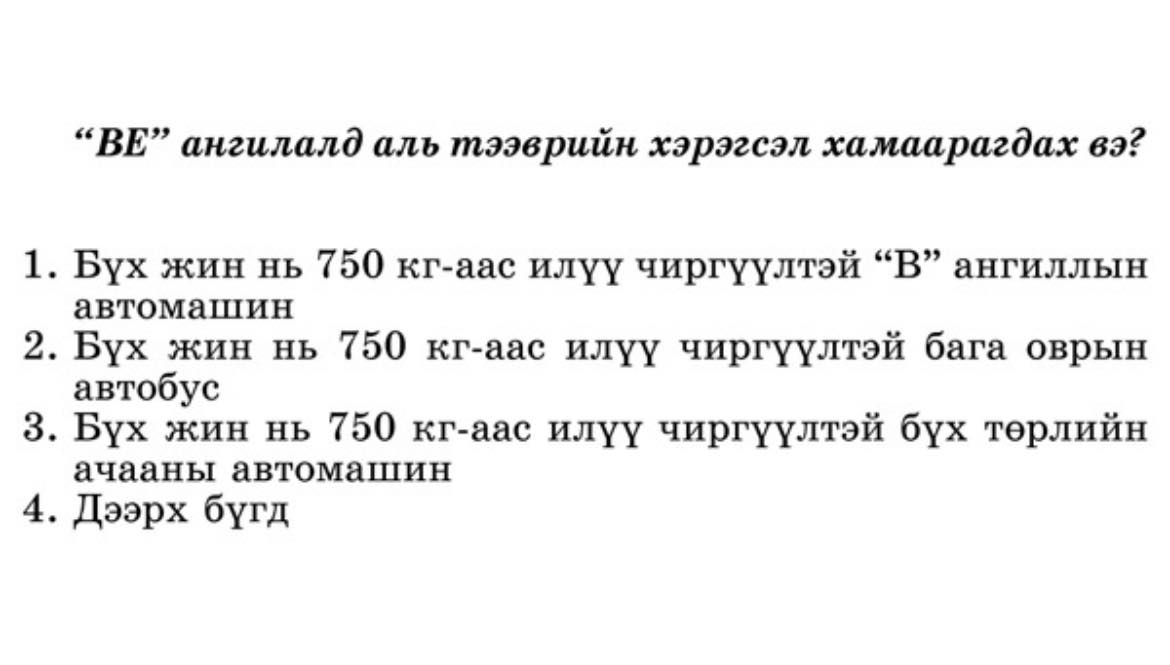 “BE” ангилалд аль тээврийн хэрэгсэл хамаарагдах вэ?
1. Бүх жин нь 750 кг-аас илүү чиргүүлтэй “B” ангиллын
автомашин
2. Бүх жин нь 750 кг-аас илүү чиргүүлтэй бага оврын
автобус
3. Бүх жин нь 750 кг-аас илүү чиргүүлтэй бүх төрлийн
ачааны автомашин
4. Дээрх бүгд